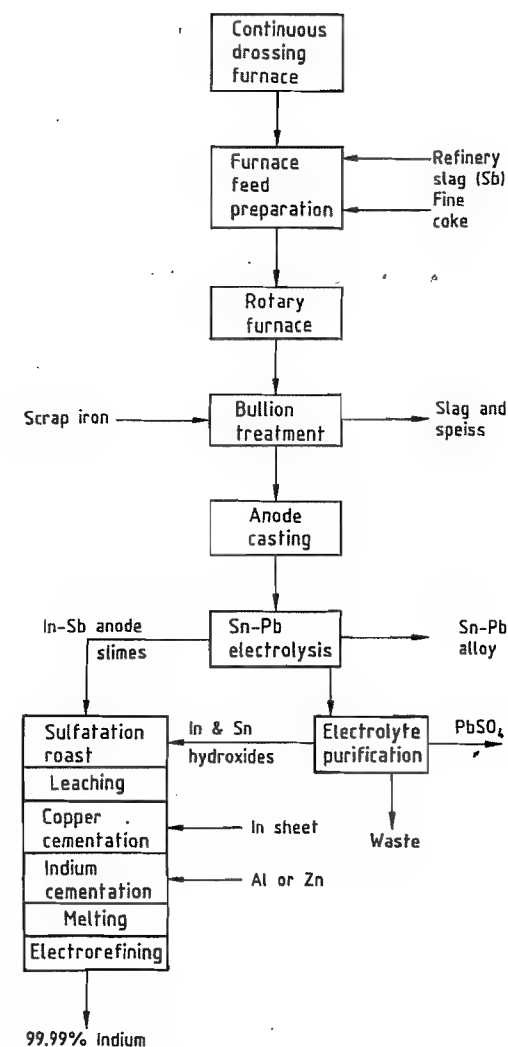 Continuous
drossing
furnace
Furnace
feed
preparation
Refinery
slag (Sb)
Fine
coke
Rotary
furnace
Scrap iron
Bullion
treatment
Slag and
speiss
Anode
casting
In-Sb anode
slimes
Sn-Pb
electrolysis
Sn-Pb
alloy
Sulfatation
roast
In & Sn
hydroxides
Electrolyte
purification
PbSO₄
Leaching
Copper
cementation
In sheet
Waste
Indium
cementation
Al or Zn
Melting
Electrorefining
99.99% Indium